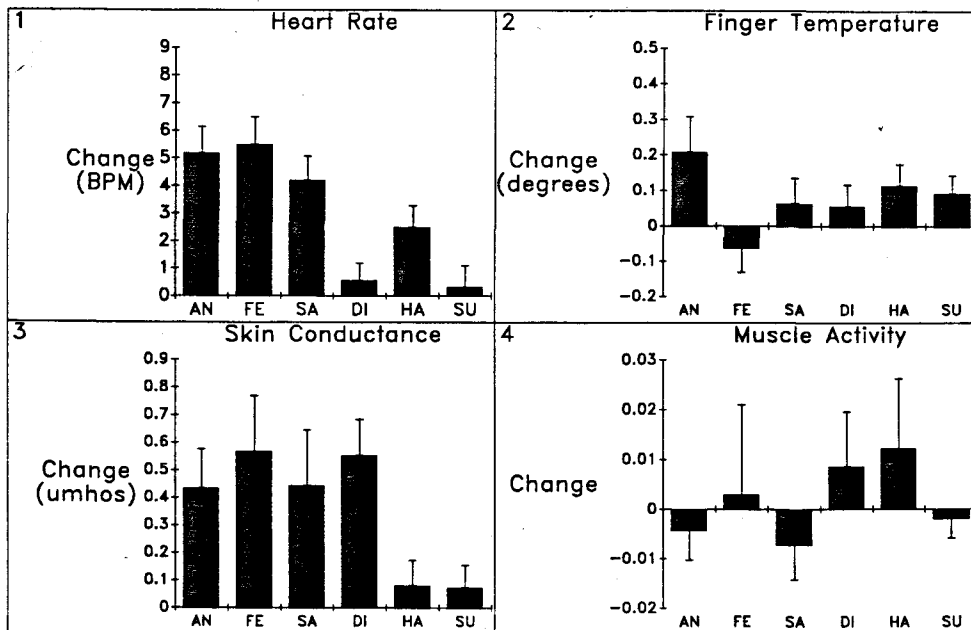 1
Heart Rate
9
8
7
6
5
4
3
2
1
0
Change
(BPM)
AN FE SA DI HA SU
2
Finger Temperature
0.5
0.4
0.3
0.2
0.1
0
-0.1
-0.2
Change
(degrees)
AN FE SA DI HA SU
3
Skin Conductance
0.9
0.8
0.7
0.6
0.5
0.4
0.3
0.2
0.1
0
Change
(umhos)
AN FE SA DI HA SU
4
Muscle Activity
0.03
0.02
0.01
0
-0.01
-0.02
Change
AN FE SA DI HA SU